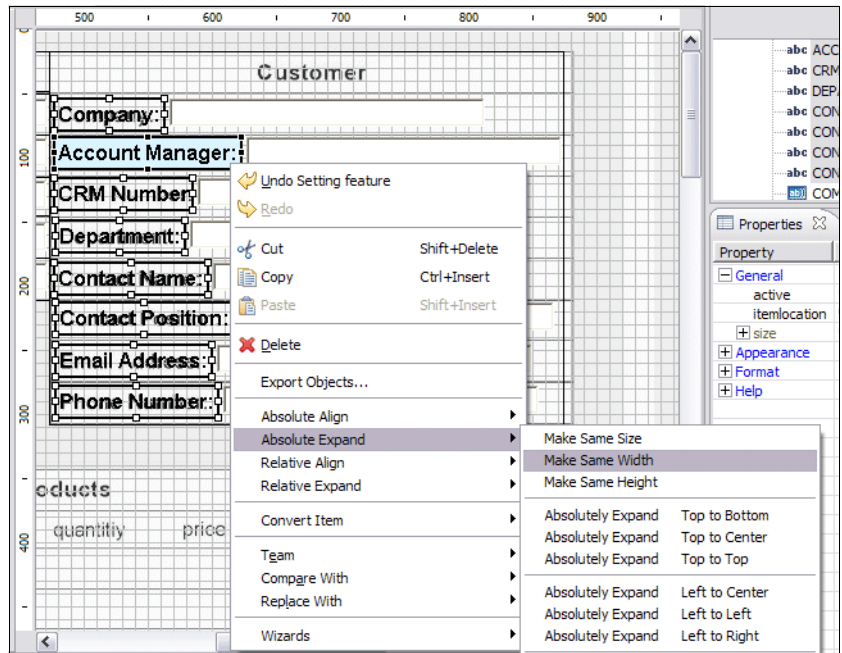 500 600 700 800 900
Customer
Company:
Account Manager:
CRM Number
Department:
Contact Name:
Contact Position:
Email Address:
Phone Number:
100
200
300
400
oducts
quantitiy price
Undo Setting feature
Redo
Cut Shift+Delete
Copy Ctrl+Insert
Paste Shift+Insert
Delete
Export Objects...
Absolute Align
Absolute Expand
Relative Align
Relative Expand
Convert Item
Team
Compare With
Replace With
Wizards
Make Same Size
Make Same Width
Make Same Height
Absolutely Expand Top to Bottom
Absolutely Expand Top to Center
Absolutely Expand Top to Top
Absolutely Expand Left to Center
Absolutely Expand Left to Left
Absolutely Expand Left to Right
abc ACC
abc CRM
abc DEPA
abc CON
abc CON
abc CON
abc CON
ab) COM
Properties
Property
General
active
itemlocation
size
Appearance
Format
Help